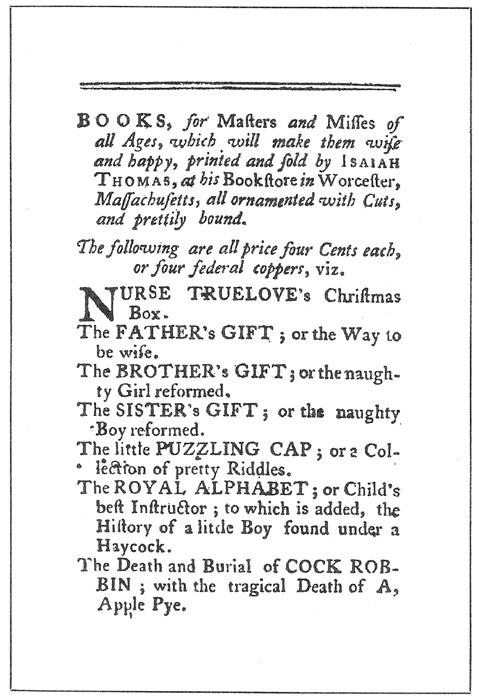 BOOKS, for Maſters and Miſſes of
all Ages, which will make them wiſe
and happy, printed and ſold by ISAIAH
THOMAS, at his Bookſtore in Worceſter,
Maſſachuſetts, all ornamented with Cuts,
and prettily bound.
The following are all price four Cents each,
or four federal coppers, viz.
NURSE TRUELOVE's Chriſtmas
Box.
The FATHER's GIFT; or the Way to
be wiſe.
The BROTHER's GIFT; or the naugh-
ty Girl reformed.
The SISTER's GIFT; or the naughty
Boy reformed.
The little PUZZLING CAP; or a Col-
lection of pretty Riddles.
The ROYAL ALPHABET; or Child's
beſt Inſtructor; to which is added, the
Hiſtory of a little Boy found under a
Haycock.
The Death and Burial of COCK ROB-
BIN; with the tragical Death of A,
Apple Pye.